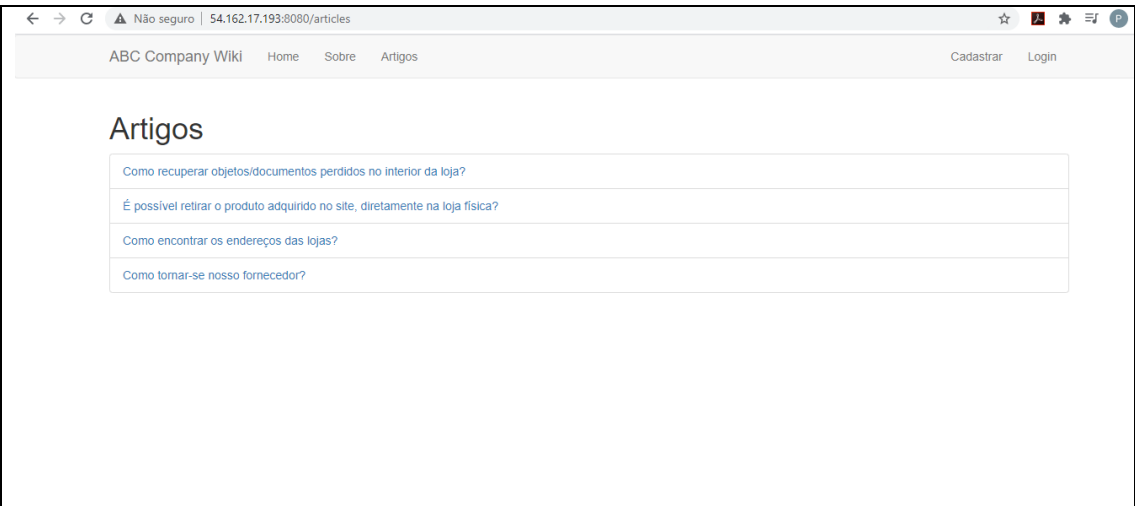 Não seguro | 54.162.17.193:8080/articles
P
ABC Company Wiki Home Sobre Artigos Cadastrar Login
Artigos
Como recuperar objetos/documentos perdidos no interior da loja?
É possível retirar o produto adquirido no site, diretamente na loja física?
Como encontrar os endereços das lojas?
Como tornar-se nosso fornecedor?